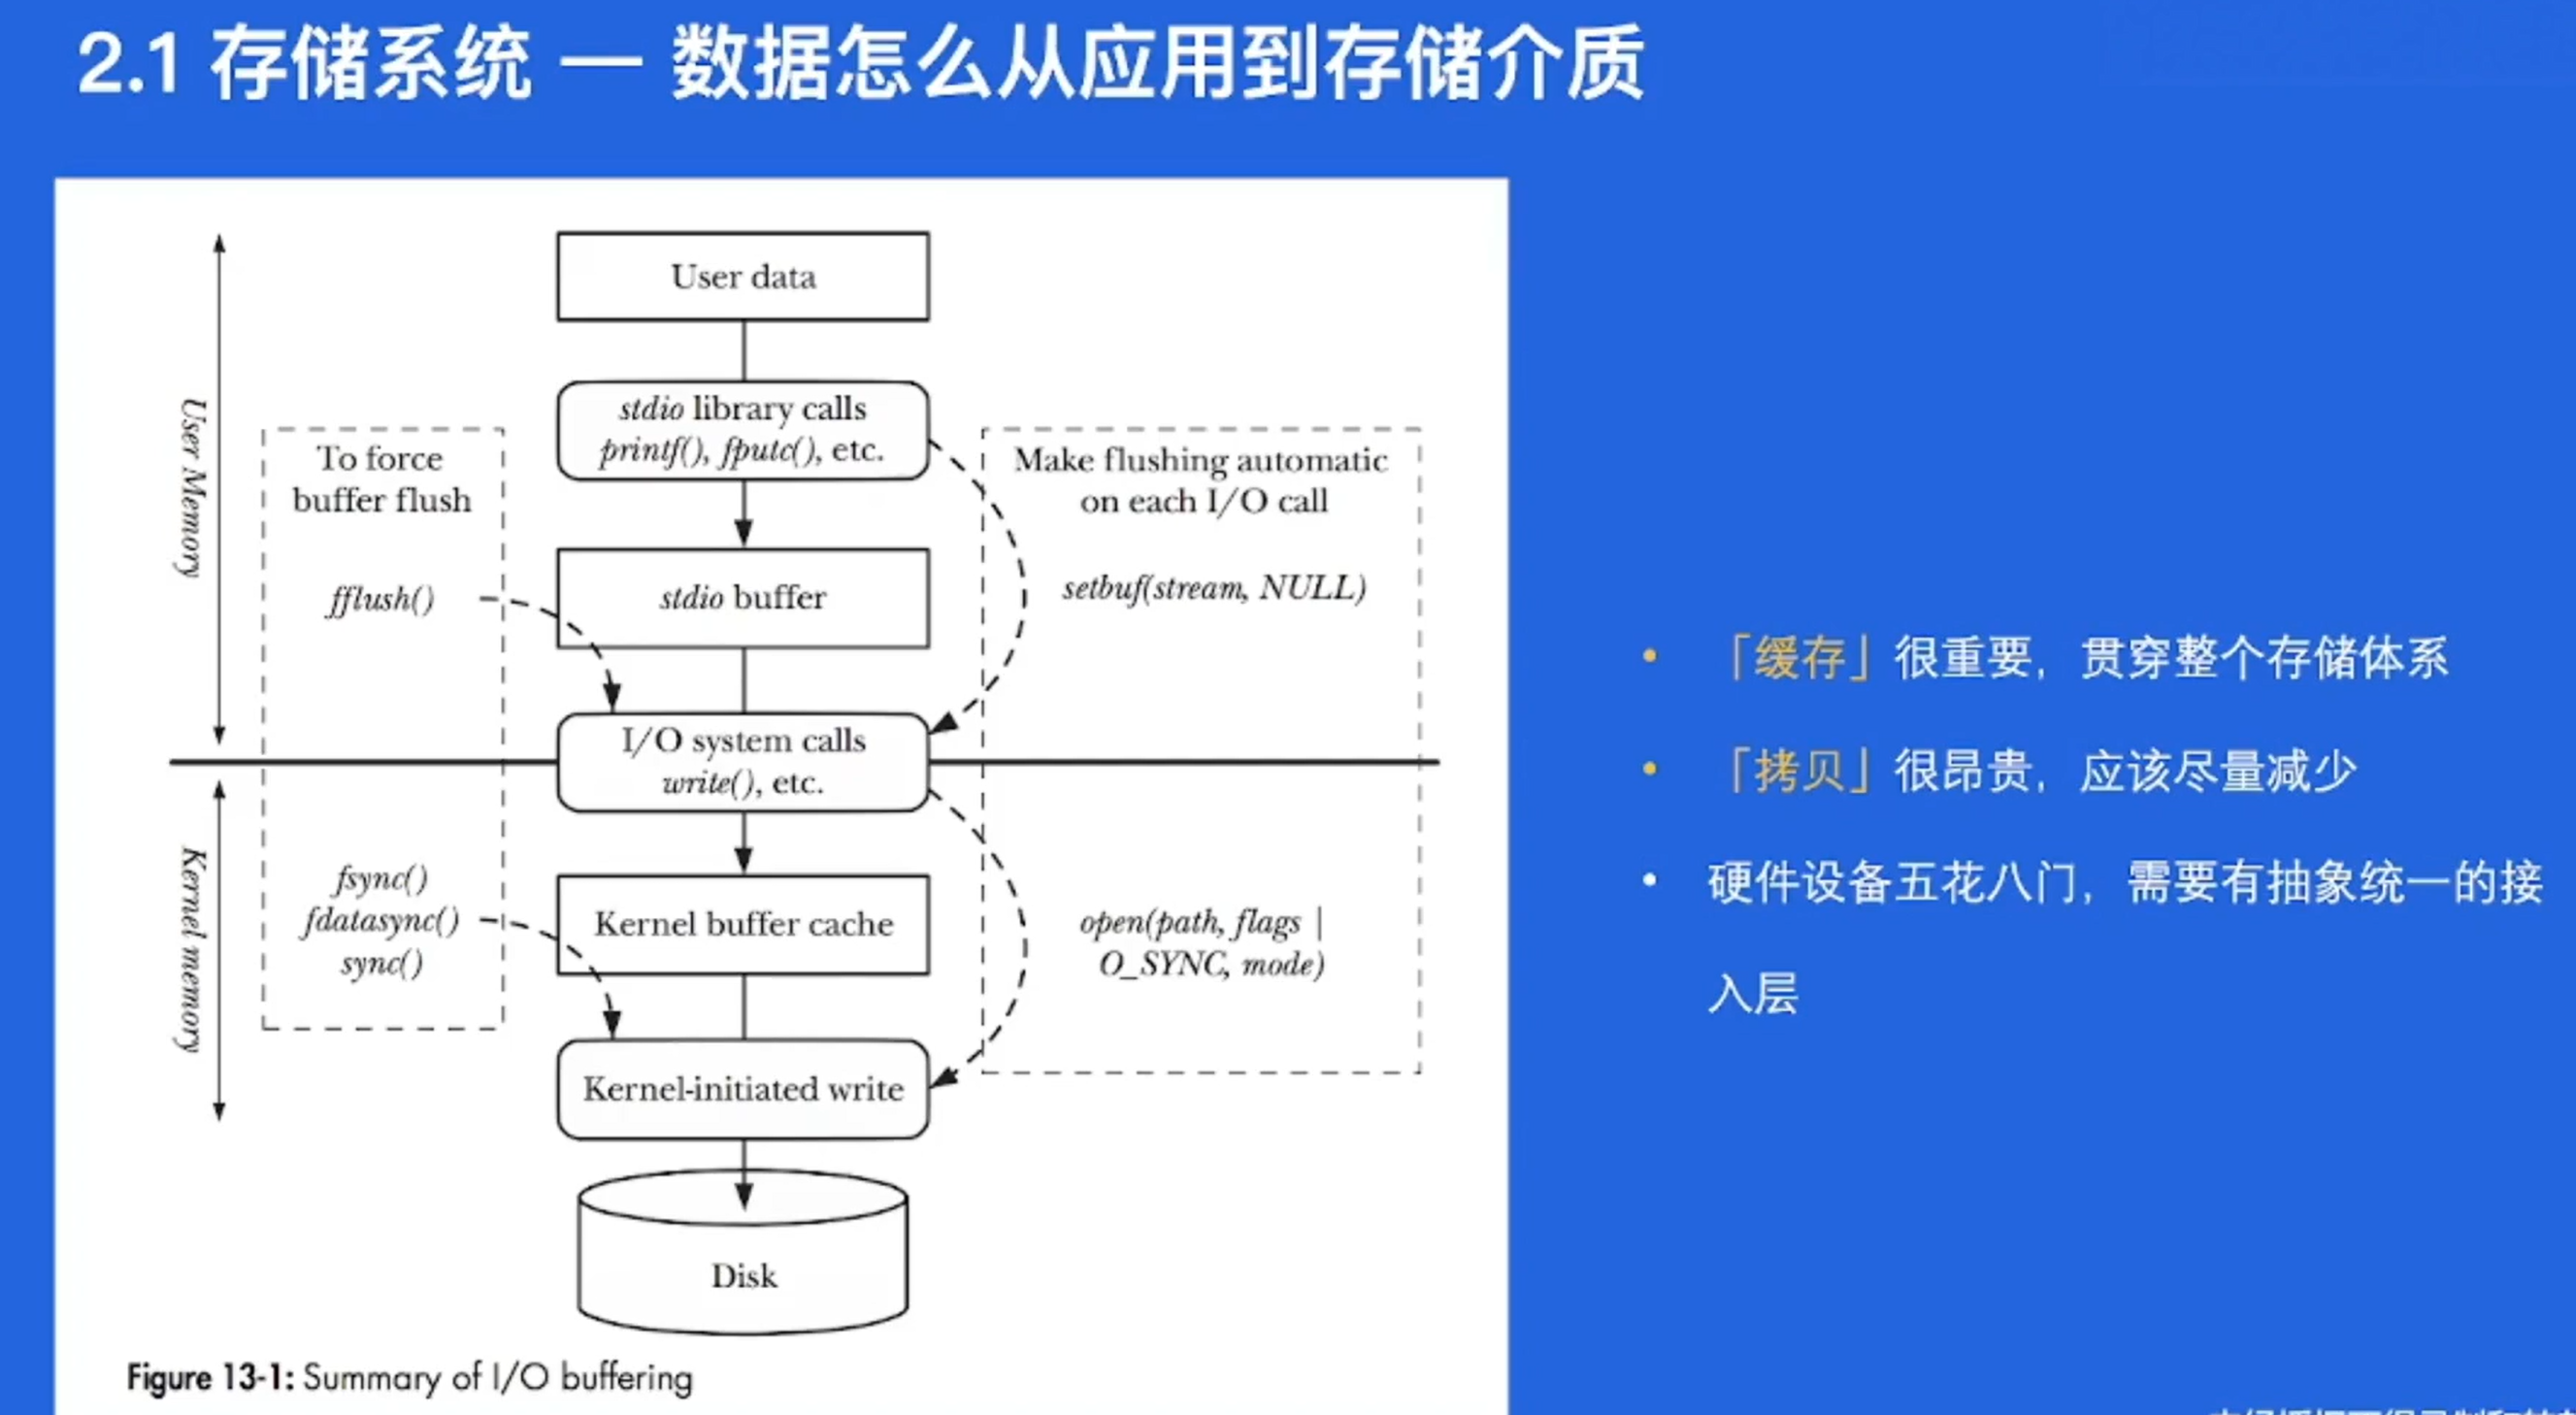 2.1 存储系统 — 数据怎么从应用到存储介质
User data
stdio library calls
printf(), fputc(), etc.
User Memory
To force
buffer flush
Make flushing automatic
on each I/O call
fflush()
stdio buffer
setbuf(stream, NULL)
I/O system calls
write(), etc.
Kernel memory
fsync()
fdatasync()
sync()
Kernel buffer cache
open(path, flags |
O_SYNC, mode)
Kernel-initiated write
Disk
Figure 13-1: Summary of I/O buffering
• 「缓存」很重要，贯穿整个存储体系
• 「拷贝」很昂贵，应该尽量减少
• 硬件设备五花八门，需要有抽象统一的接
入层